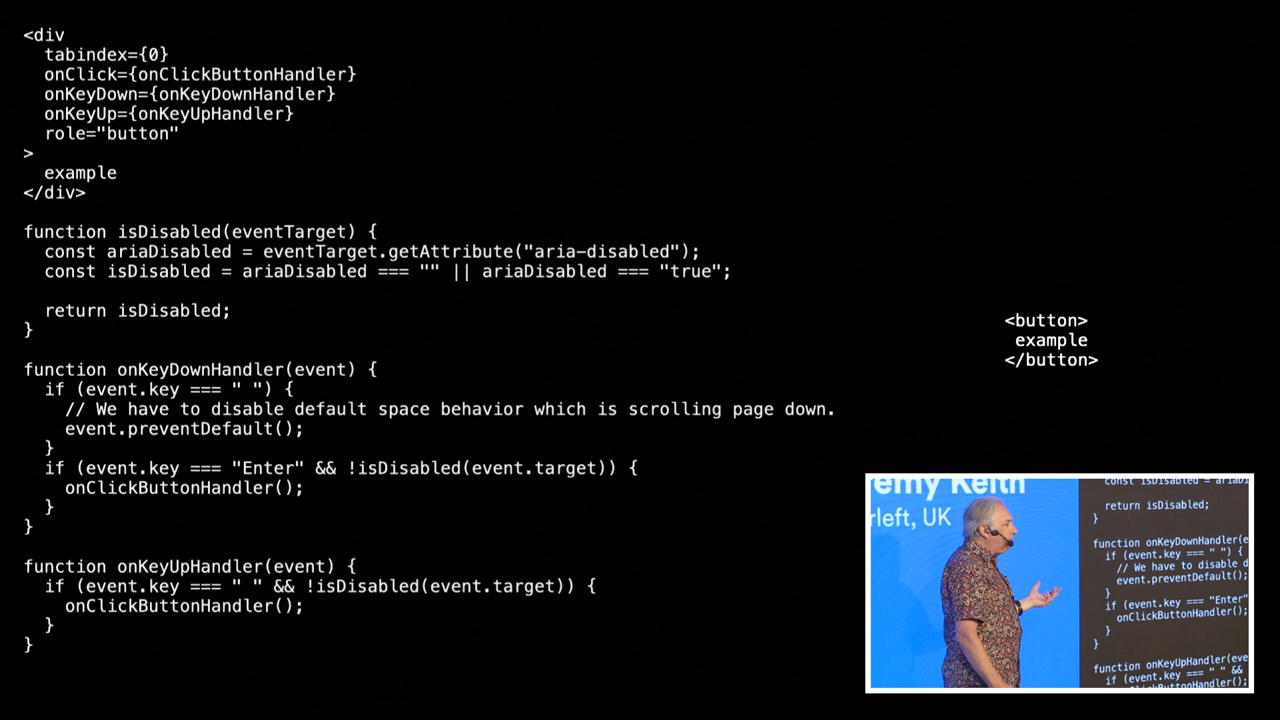 <div
  tabindex={0}
  onClick={onClickButtonHandler}
  onKeyDown={onKeyDownHandler}
  onKeyUp={onKeyUpHandler}
  role="button"
>
  example
</div>

function isDisabled(eventTarget) {
  const ariaDisabled = eventTarget.getAttribute("aria-disabled");
  const isDisabled = ariaDisabled === "" || ariaDisabled === "true";

  return isDisabled;
}

function onKeyDownHandler(event) {
  if (event.key === " ") {
    // We have to disable default space behavior which is scrolling page down.
    event.preventDefault();
  }
  if (event.key === "Enter" && !isDisabled(event.target)) {
    onClickButtonHandler();
  }
}

function onKeyUpHandler(event) {
  if (event.key === " " && !isDisabled(event.target)) {
    onClickButtonHandler();
  }
}

<button>
 example
</button>

emy Keith
rleft, UK

const isDisabled = ariaD

return isDisabled;
}

function onKeyDownHandler(e
  if (event.key === " ") {
    // We have to disable d
    event.preventDefault();
  }
  if (event.key === "Enter"
    onClickButtonHandler();
  }
}

function onKeyUpHandler(eve
  if (event.key === " " &&